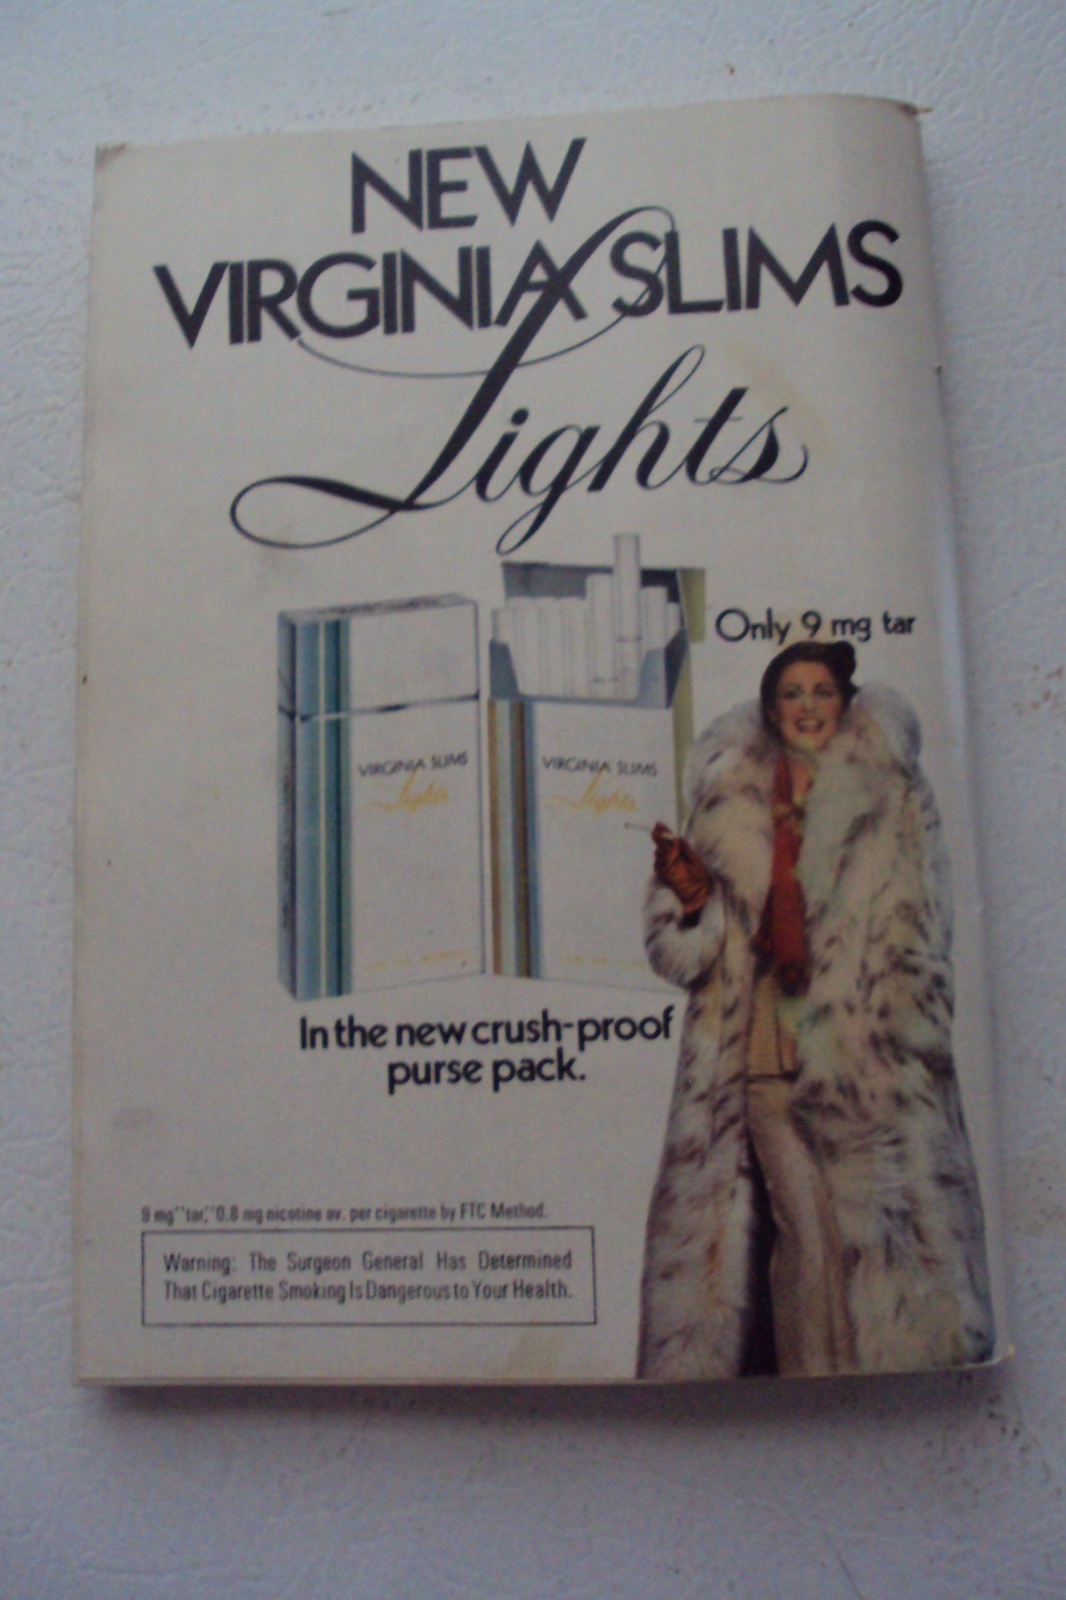 NEW
VIRGINIA SLIMS
Lights
Only 9 mg tar
VIRGINIA SLIMS
Lights
VIRGINIA SLIMS
Lights
In the new crush-proof
purse pack.
9 mg "tar," 0.8 mg nicotine av. per cigarette by FTC Method.
Warning: The Surgeon General Has Determined
That Cigarette Smoking Is Dangerous to Your Health.